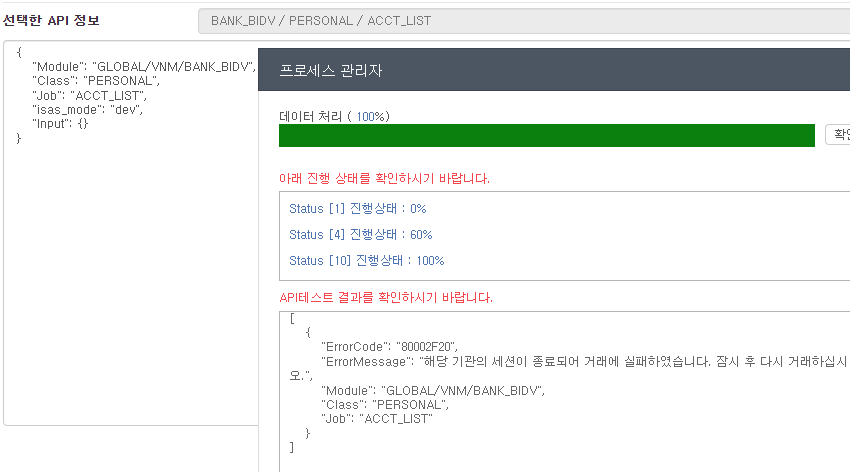 선택한 API 정보
BANK_BIDV / PERSONAL / ACCT_LIST
{
"Module": "GLOBAL/VNM/BANK_BIDV",
"Class": "PERSONAL",
"Job": "ACCT_LIST",
"isas_mode": "dev",
"Input": {}
}
프로세스 관리자
데이터 처리 ( 100%)
아래 진행 상태를 확인하시기 바랍니다.
Status [1] 진행상태 : 0%
Status [4] 진행상태 : 60%
Status [10] 진행상태 : 100%
API테스트 결과를 확인하시기 바랍니다.
[
{
"ErrorCode": "80002F20",
"ErrorMessage": "해당 기관의 세션이 종료되어 거래에 실패하였습니다. 잠시 후 다시 거래하십시
오.",
"Module": "GLOBAL/VNM/BANK_BIDV",
"Class": "PERSONAL",
"Job": "ACCT_LIST"
}
]